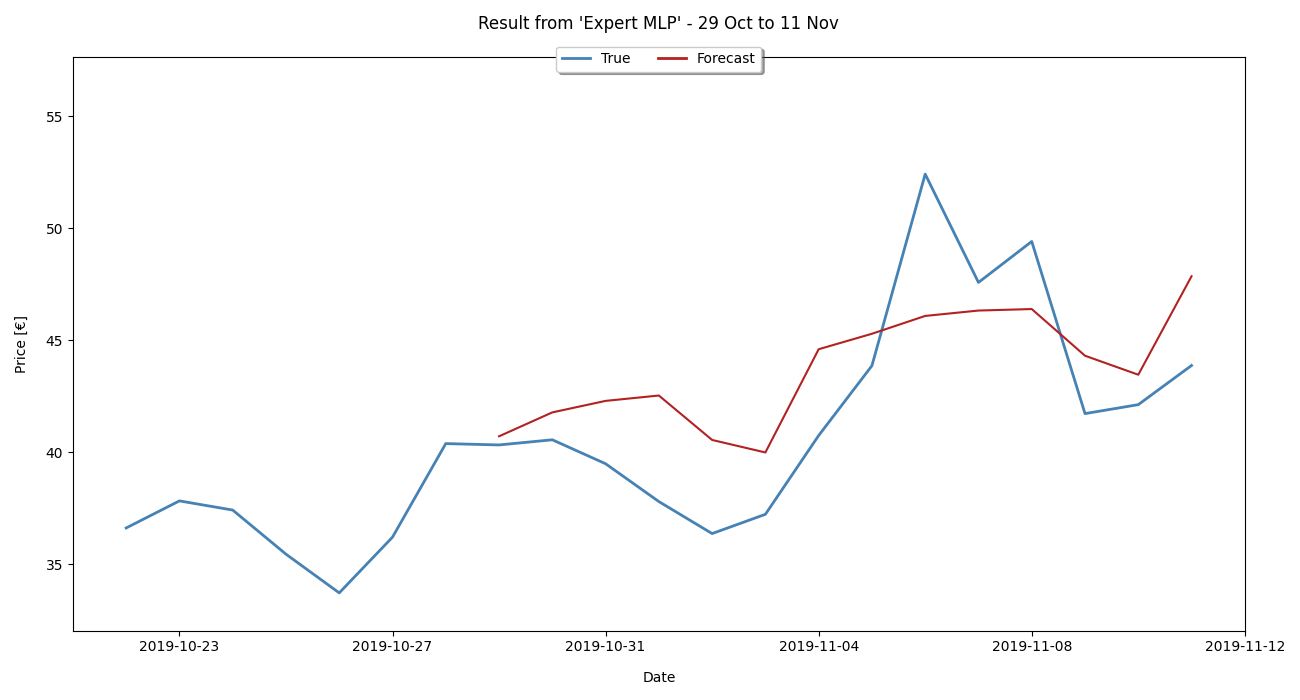 Result from 'Expert MLP' - 29 Oct to 11 Nov
True Forecast
55
50
45
40
35
Price [€]
2019-10-23 2019-10-27 2019-10-31 2019-11-04 2019-11-08 2019-11-12
Date